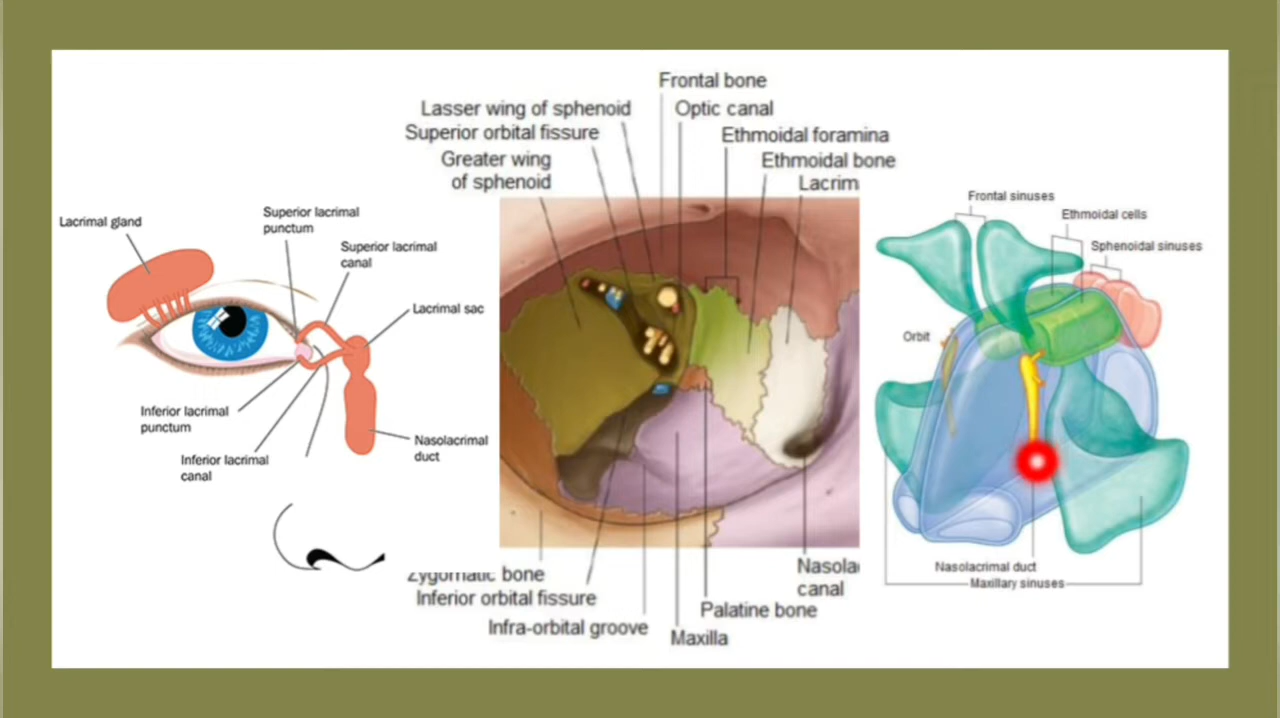 Lacrimal gland
Superior lacrimal
punctum
Superior lacrimal
canal
Lacrimal sac
Inferior lacrimal
punctum
Inferior lacrimal
canal
Nasolacrimal
duct
Frontal bone
Lasser wing of sphenoid
Optic canal
Superior orbital fissure
Ethmoidal foramina
Greater wing
of sphenoid
Ethmoidal bone
Lacrim
Zygomatic bone
Inferior orbital fissure
Infra-orbital groove
Maxilla
Palatine bone
Nasola
canal
Frontal sinuses
Ethmoidal cells
Sphenoidal sinuses
Orbit
Nasolacrimal duct
Maxillary sinuses